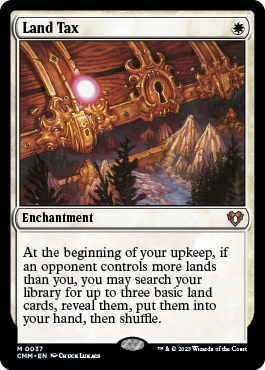 Land Tax
Enchantment
At the beginning of your upkeep, if
an opponent controls more lands
than you, you may search your
library for up to three basic land
cards, reveal them, put them into
your hand, then shuffle.
M 0037
CMM • EN Chuck Lukacs
™ & © 2023 Wizards of the Coast